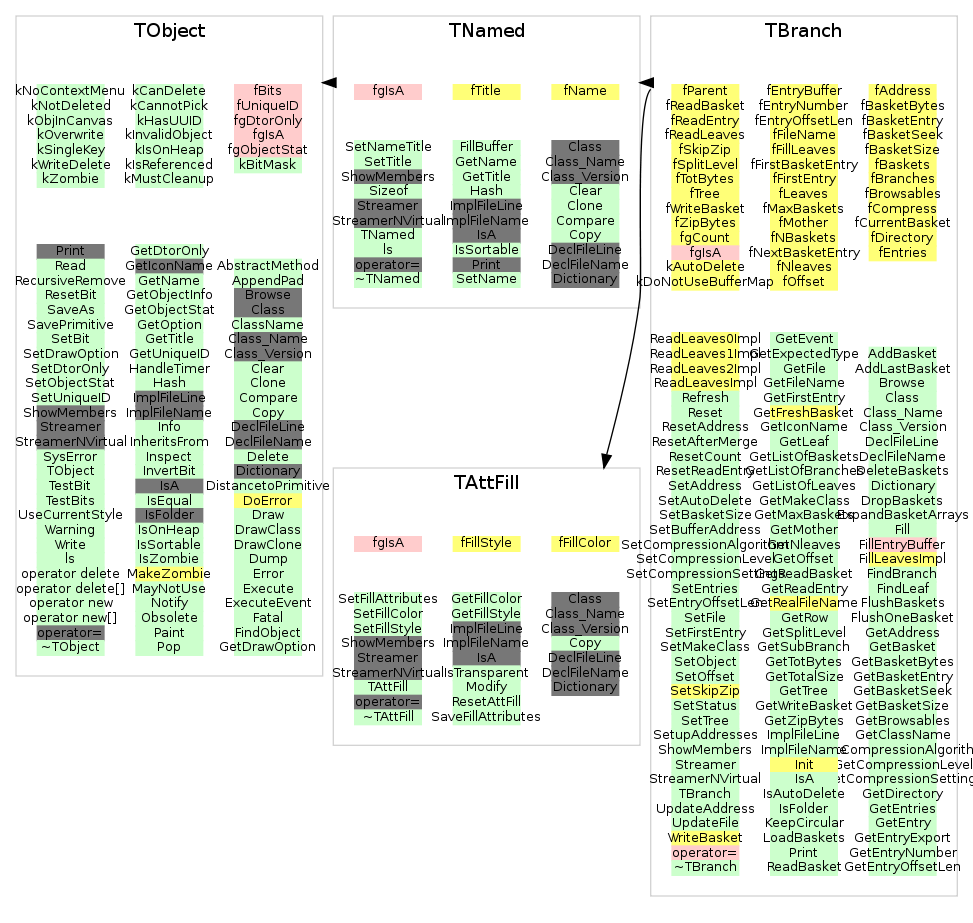 TObject
kNoContextMenu
kNotDeleted
kObjInCanvas
kOverwrite
kSingleKey
kWriteDelete
kZombie
kCanDelete
kCannotPick
kHasUUID
kInvalidObject
kIsOnHeap
kIsReferenced
kMustCleanup
fBits
fUniqueID
fgDtorOnly
fgIsA
fgObjectStat
kBitMask
Print
Read
RecursiveRemove
ResetBit
SaveAs
SavePrimitive
SetBit
SetDrawOption
SetDtorOnly
SetObjectStat
SetUniqueID
ShowMembers
Streamer
StreamerNVirtual
SysError
TObject
TestBit
TestBits
UseCurrentStyle
Warning
Write
ls
operator delete
operator delete[]
operator new
operator new[]
operator=
~TObject
GetDtorOnly
GetIconName
GetName
GetObjectInfo
GetObjectStat
GetOption
GetTitle
GetUniqueID
HandleTimer
Hash
ImplFileLine
ImplFileName
Info
InheritsFrom
Inspect
InvertBit
IsA
IsEqual
IsFolder
IsOnHeap
IsSortable
IsZombie
MakeZombie
MayNotUse
Notify
Obsolete
Paint
Pop
AbstractMethod
AppendPad
Browse
Class
ClassName
Class_Name
Class_Version
Clear
Clone
Compare
Copy
DeclFileLine
DeclFileName
Delete
Dictionary
DistancetoPrimitive
DoError
Draw
DrawClass
DrawClone
Dump
Error
Execute
ExecuteEvent
Fatal
FindObject
GetDrawOption
TNamed
fgIsA
fTitle
fName
SetNameTitle
SetTitle
ShowMembers
Sizeof
Streamer
StreamerNVirtual
TNamed
ls
operator=
~TNamed
FillBuffer
GetName
GetTitle
Hash
ImplFileLine
ImplFileName
IsA
IsSortable
Print
SetName
Class
Class_Name
Class_Version
Clear
Clone
Compare
Copy
DeclFileLine
DeclFileName
Dictionary
TAttFill
fgIsA
fFillStyle
fFillColor
SetFillAttributes
SetFillColor
SetFillStyle
ShowMembers
Streamer
StreamerNVirtual
TAttFill
operator=
~TAttFill
GetFillColor
GetFillStyle
ImplFileLine
ImplFileName
IsA
IsTransparent
Modify
ResetAttFill
SaveFillAttributes
Class
Class_Name
Class_Version
Copy
DeclFileLine
DeclFileName
Dictionary
TBranch
fParent
fReadBasket
fReadEntry
fReadLeaves
fSkipZip
fSplitLevel
fTotBytes
fTree
fWriteBasket
fZipBytes
fgCount
fgIsA
kAutoDelete
kDoNotUseBufferMap
fEntryBuffer
fEntryNumber
fEntryOffsetLen
fFileName
fFillLeaves
fFirstBasketEntry
fFirstEntry
fLeaves
fMaxBaskets
fMother
fNBaskets
fNextBasketEntry
fNleaves
fOffset
fAddress
fBasketBytes
fBasketEntry
fBasketSeek
fBasketSize
fBaskets
fBranches
fBrowsables
fCompress
fCurrentBasket
fDirectory
fEntries
ReadLeaves0Impl
ReadLeaves1Impl
ReadLeaves2Impl
ReadLeavesImpl
Refresh
Reset
ResetAddress
ResetAfterMerge
ResetCount
ResetReadEntry
SetAddress
SetAutoDelete
SetBasketSize
SetBufferAddress
SetCompressionAlgorithm
SetCompressionLevel
SetCompressionSettings
SetEntries
SetEntryOffsetLen
SetFile
SetFirstEntry
SetMakeClass
SetObject
SetOffset
SetSkipZip
SetStatus
SetTree
SetupAddresses
ShowMembers
Streamer
StreamerNVirtual
TBranch
UpdateAddress
UpdateFile
WriteBasket
operator=
~TBranch
GetEvent
GetExpectedType
GetFile
GetFileName
GetFirstEntry
GetFreshBasket
GetIconName
GetLeaf
GetListOfBaskets
GetListOfBranches
GetListOfLeaves
GetMakeClass
GetMaxBaskets
GetMother
GetNleaves
GetOffset
GetReadBasket
GetReadEntry
GetRealFileName
GetRow
GetSplitLevel
GetSubBranch
GetTotBytes
GetTotalSize
GetTree
GetWriteBasket
GetZipBytes
ImplFileLine
ImplFileName
Init
IsA
IsAutoDelete
IsFolder
KeepCircular
LoadBaskets
Print
ReadBasket
AddBasket
AddLastBasket
Browse
Class
Class_Name
Class_Version
DeclFileLine
DeclFileName
DeleteBaskets
Dictionary
DropBaskets
ExpandBasketArrays
Fill
FillEntryBuffer
FillLeavesImpl
FindBranch
FindLeaf
FlushBaskets
FlushOneBasket
GetAddress
GetBasket
GetBasketBytes
GetBasketEntry
GetBasketSeek
GetBasketSize
GetBrowsables
GetClassName
CompressionAlgorith
GetCompressionLevel
tCompressionSetting
GetDirectory
GetEntries
GetEntry
GetEntryExport
GetEntryNumber
GetEntryOffsetLen